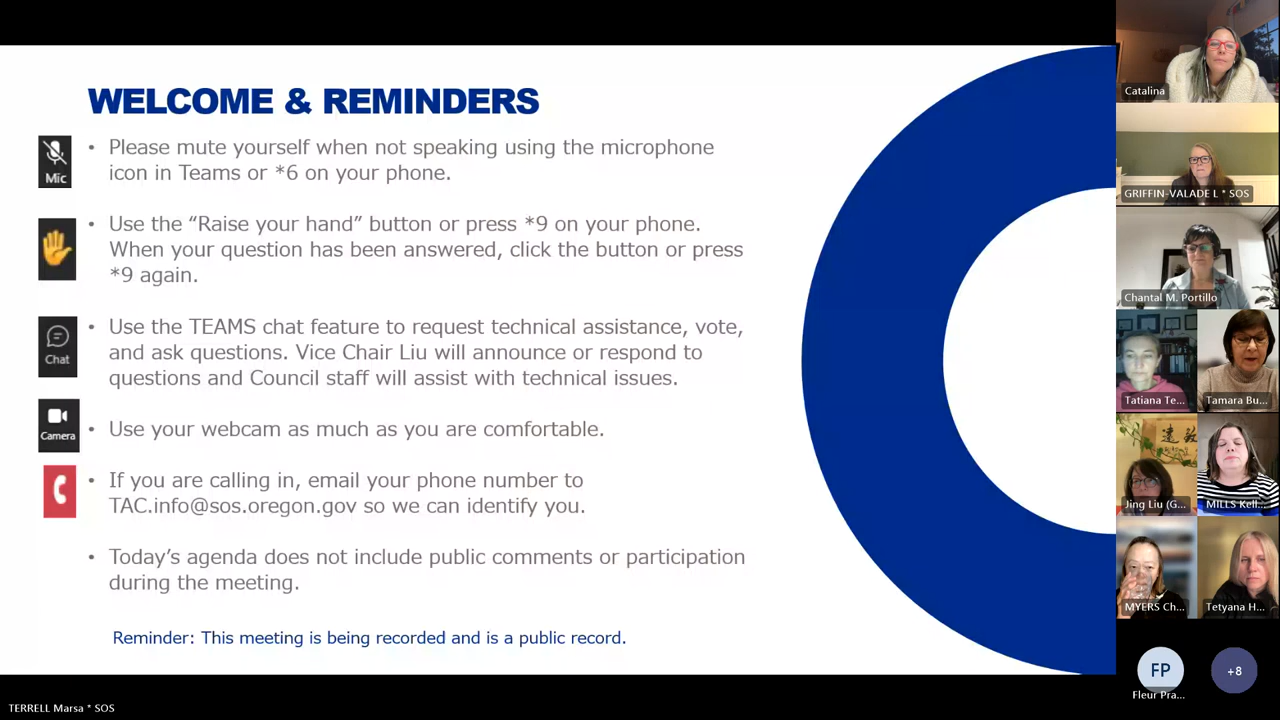 WELCOME & REMINDERS
Mic
• Please mute yourself when not speaking using the microphone
icon in Teams or *6 on your phone.
• Use the “Raise your hand” button or press *9 on your phone.
When your question has been answered, click the button or press
*9 again.
Chat
• Use the TEAMS chat feature to request technical assistance, vote,
and ask questions. Vice Chair Liu will announce or respond to
questions and Council staff will assist with technical issues.
Camera
• Use your webcam as much as you are comfortable.
• If you are calling in, email your phone number to
TAC.info@sos.oregon.gov so we can identify you.
• Today’s agenda does not include public comments or participation
during the meeting.
Reminder: This meeting is being recorded and is a public record.
TERRELL Marsa * SOS
Catalina
GRIFFIN-VALADE L * SOS
Chantal M. Portillo
Tatiana Te...
Tamara Bu...
遠
敦
Jing Liu (G...
MILLS Kell...
MYERS Ch...
Tetyana H...
FP
Fleur Pra...
+8